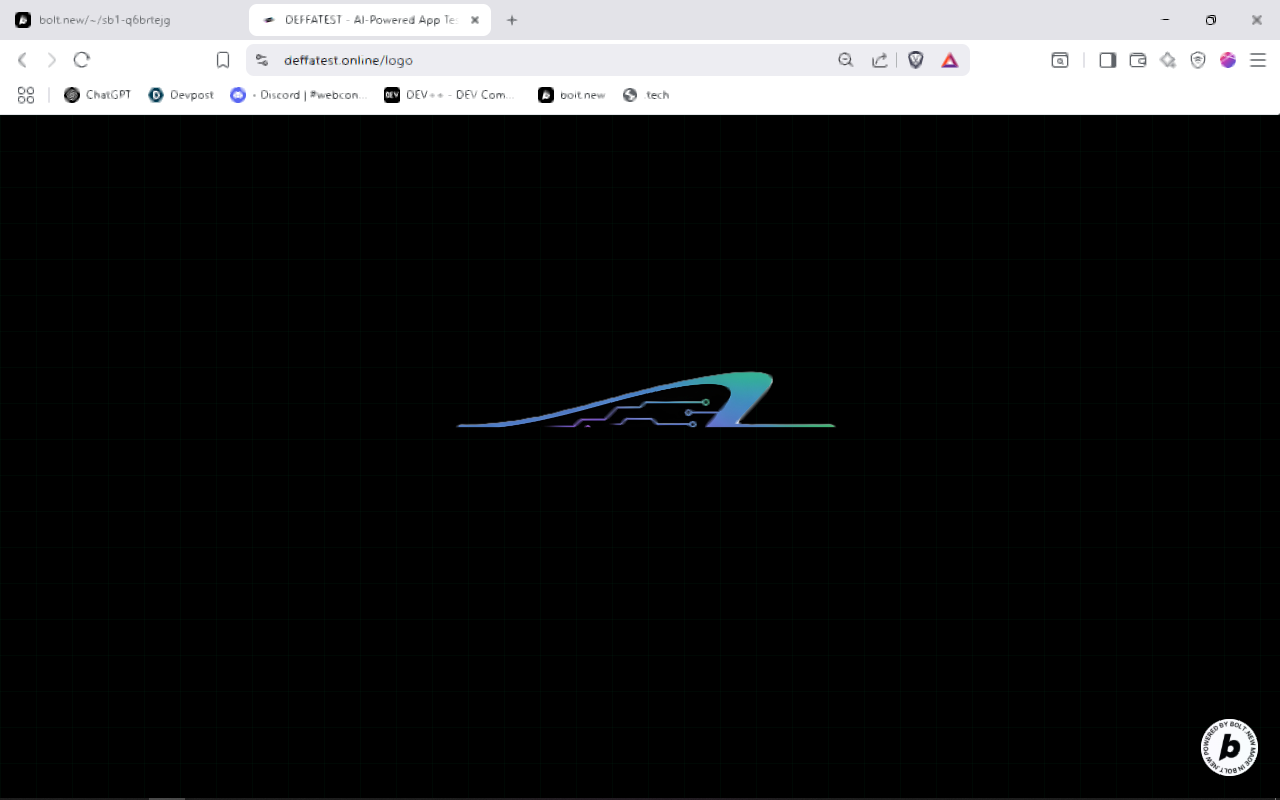 bolt.new/~/sb1-q6brtejg
DEFFATEST - AI-Powered App Te
deffatest.online/logo
ChatGPT
Devpost
• Discord | #webcon...
DEV
DEV++ - DEV Com...
bolt.new
.tech
POWERED BY BOLT.NEW MADE IN BOLT.NEW
b